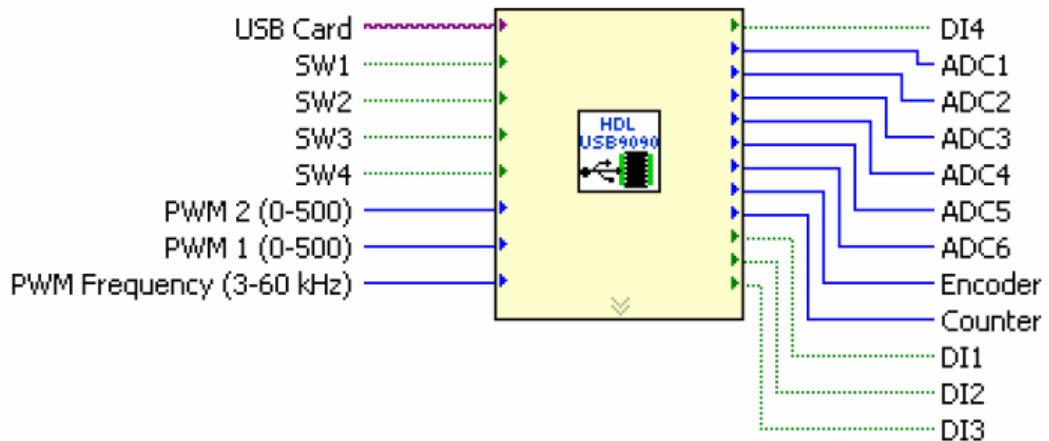 USB Card
SW1
SW2
SW3
SW4
PWM 2 (0-500)
PWM 1 (0-500)
PWM Frequency (3-60 kHz)
HDL
USB9090
DI4
ADC1
ADC2
ADC3
ADC4
ADC5
ADC6
Encoder
Counter
DI1
DI2
DI3